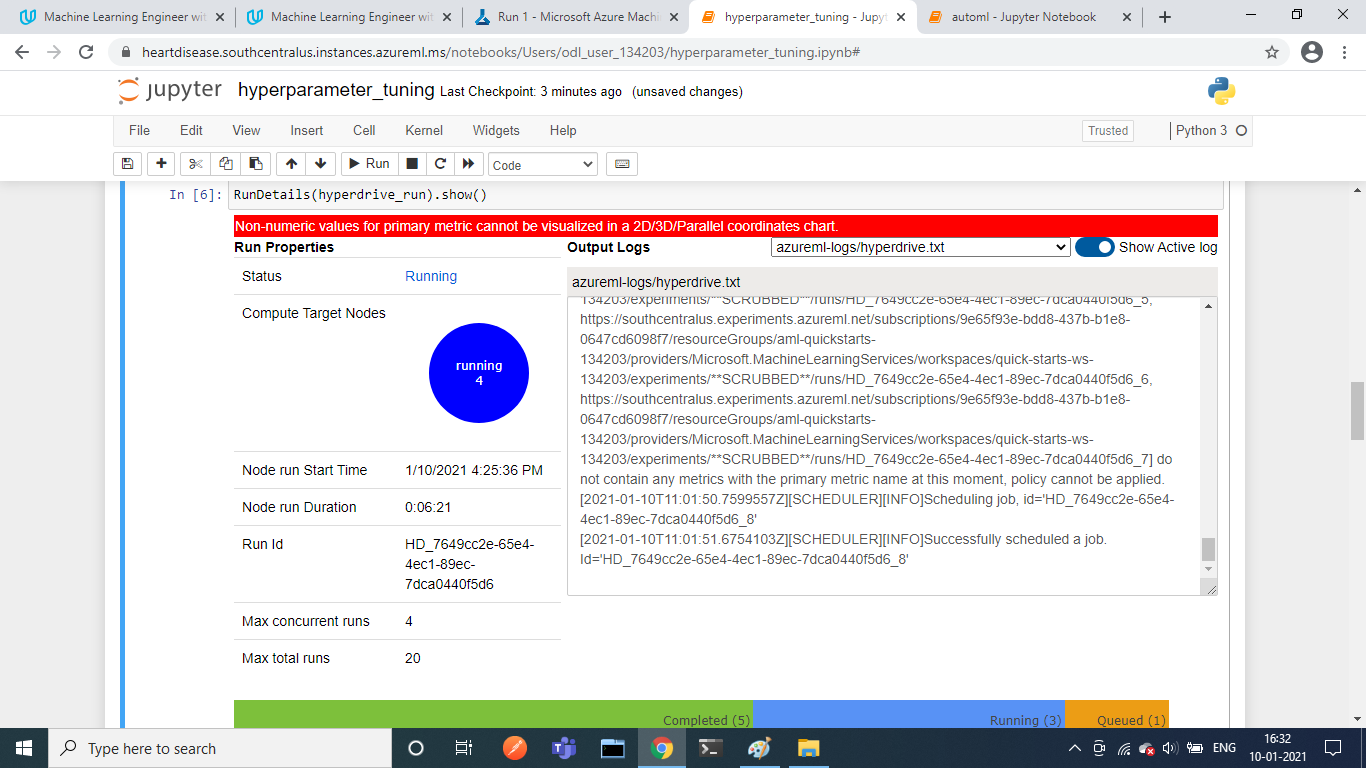 Machine Learning Engineer wit
Machine Learning Engineer wit
Run 1 - Microsoft Azure Machi
hyperparameter_tuning - Jupyt
automl - Jupyter Notebook
heartdisease.southcentralus.instances.azureml.ms/notebooks/Users/odl_user_134203/hyperparameter_tuning.ipynb#
jupyter hyperparameter_tuning Last Checkpoint: 3 minutes ago (unsaved changes)
File Edit View Insert Cell Kernel Widgets Help Trusted Python 3
Run Code
In [6]: RunDetails(hyperdrive_run).show()
Non-numeric values for primary metric cannot be visualized in a 2D/3D/Parallel coordinates chart.
Run Properties
Status Running
Compute Target Nodes
running
4
Node run Start Time 1/10/2021 4:25:36 PM
Node run Duration 0:06:21
Run Id HD_7649cc2e-65e4-
4ec1-89ec-
7dca0440f5d6
Max concurrent runs 4
Max total runs 20
Output Logs azureml-logs/hyperdrive.txt Show Active log
azureml-logs/hyperdrive.txt
134203/experiments/**SCRUBBED**/runs/HD_7649cc2e-65e4-4ec1-89ec-7dca0440f5d6_5,
https://southcentralus.experiments.azureml.net/subscriptions/9e65f93e-bdd8-437b-b1e8-
0647cd6098f7/resourceGroups/aml-quickstarts-
134203/providers/Microsoft.MachineLearningServices/workspaces/quick-starts-ws-
134203/experiments/**SCRUBBED**/runs/HD_7649cc2e-65e4-4ec1-89ec-7dca0440f5d6_6,
https://southcentralus.experiments.azureml.net/subscriptions/9e65f93e-bdd8-437b-b1e8-
0647cd6098f7/resourceGroups/aml-quickstarts-
134203/providers/Microsoft.MachineLearningServices/workspaces/quick-starts-ws-
134203/experiments/**SCRUBBED**/runs/HD_7649cc2e-65e4-4ec1-89ec-7dca0440f5d6_7] do
not contain any metrics with the primary metric name at this moment, policy cannot be applied.
[2021-01-10T11:01:50.7599557Z][SCHEDULER][INFO]Scheduling job, id='HD_7649cc2e-65e4-
4ec1-89ec-7dca0440f5d6_8'
[2021-01-10T11:01:51.6754103Z][SCHEDULER][INFO]Successfully scheduled a job.
Id='HD_7649cc2e-65e4-4ec1-89ec-7dca0440f5d6_8'
Completed (5) Running (3) Queued (1)
Type here to search
ENG
16:32
10-01-2021